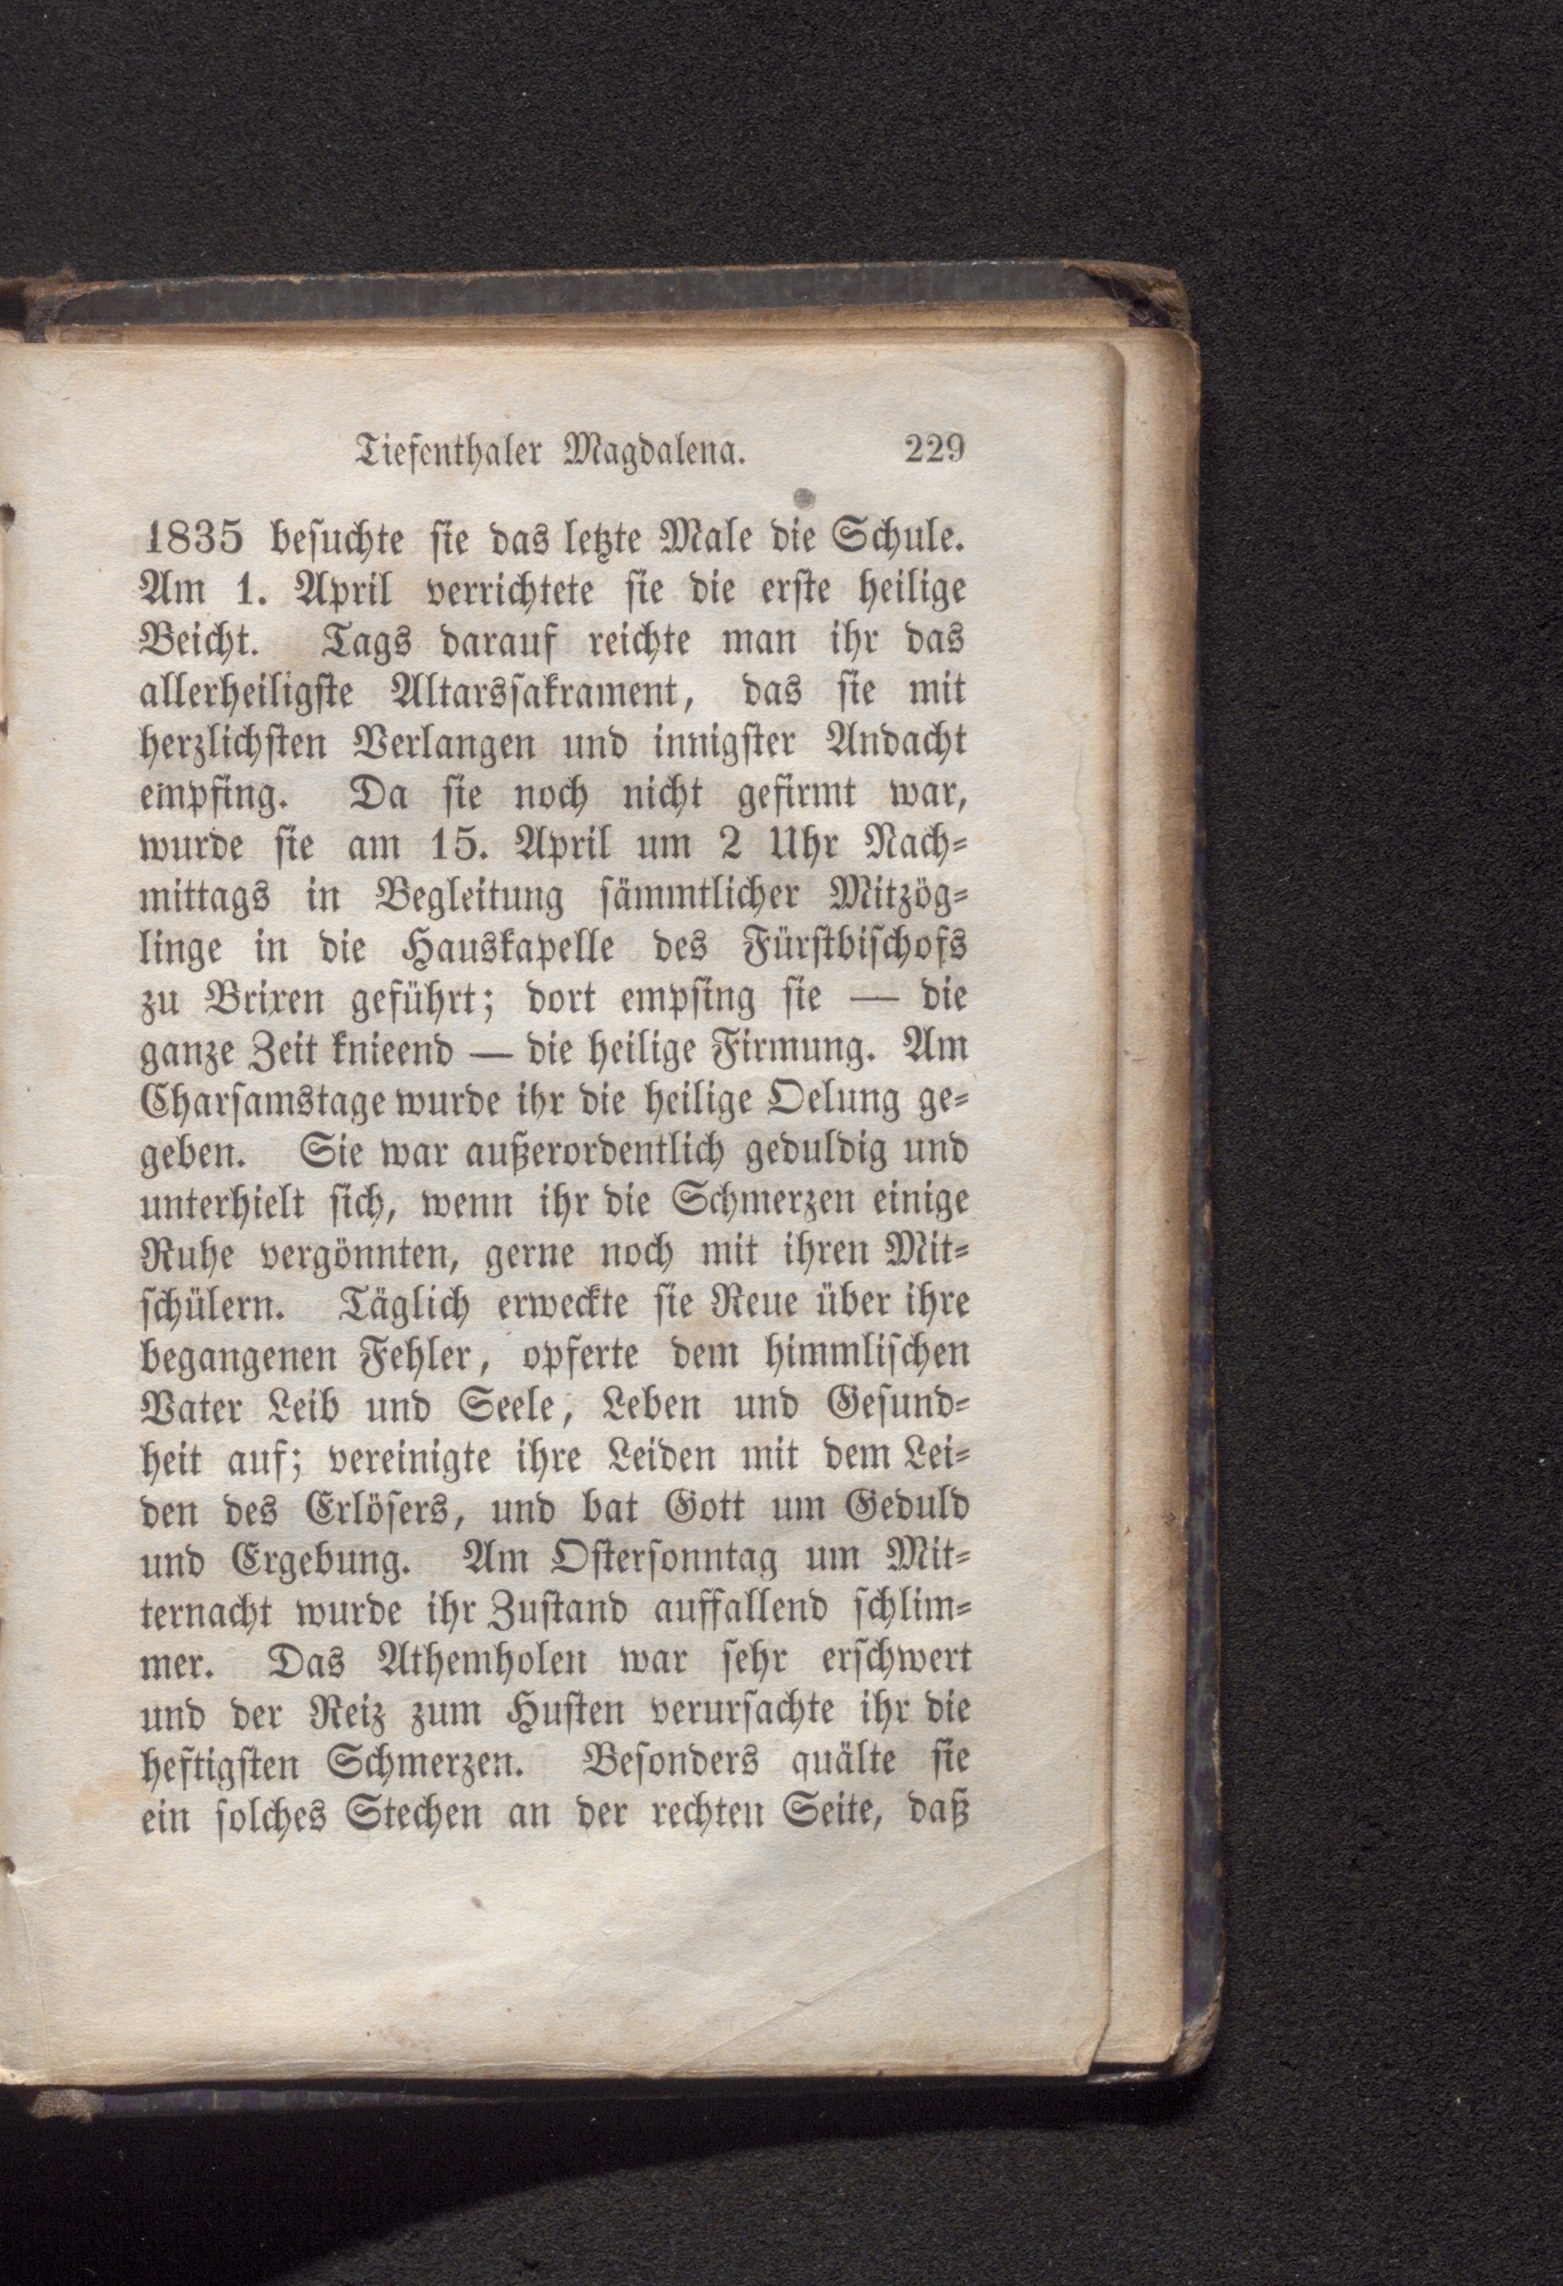 Tiefenthaler Magdalena. 229
1835 besuchte sie das letzte Male die Schule.
Am 1. April verrichtete sie die erste heilige
Beicht. Tags darauf reichte man ihr das
allerheiligste Altarssakrament, das sie mit
herzlichsten Verlangen und innigster Andacht
empfing. Da sie noch nicht gefirmt war,
wurde sie am 15. April um 2 Uhr Nach-
mittags in Begleitung sämmtlicher Mitzög-
linge in die Hauskapelle des Fürstbischofs
zu Brixen geführt; dort empfing sie — die
ganze Zeit knieend — die heilige Firmung. Am
Charsamstage wurde ihr die heilige Oelung ge-
geben. Sie war außerordentlich geduldig und
unterhielt sich, wenn ihr die Schmerzen einige
Ruhe vergönnten, gerne noch mit ihren Mit-
schülern. Täglich erweckte sie Reue über ihre
begangenen Fehler, opferte dem himmlischen
Vater Leib und Seele, Leben und Gesund-
heit auf; vereinigte ihre Leiden mit dem Lei-
den des Erlösers, und bat Gott um Geduld
und Ergebung. Am Ostersonntag um Mit-
ternacht wurde ihr Zustand auffallend schlim-
mer. Das Athemholen war sehr erschwert
und der Reiz zum Husten verursachte ihr die
heftigsten Schmerzen. Besonders quälte sie
ein solches Stechen an der rechten Seite, daß